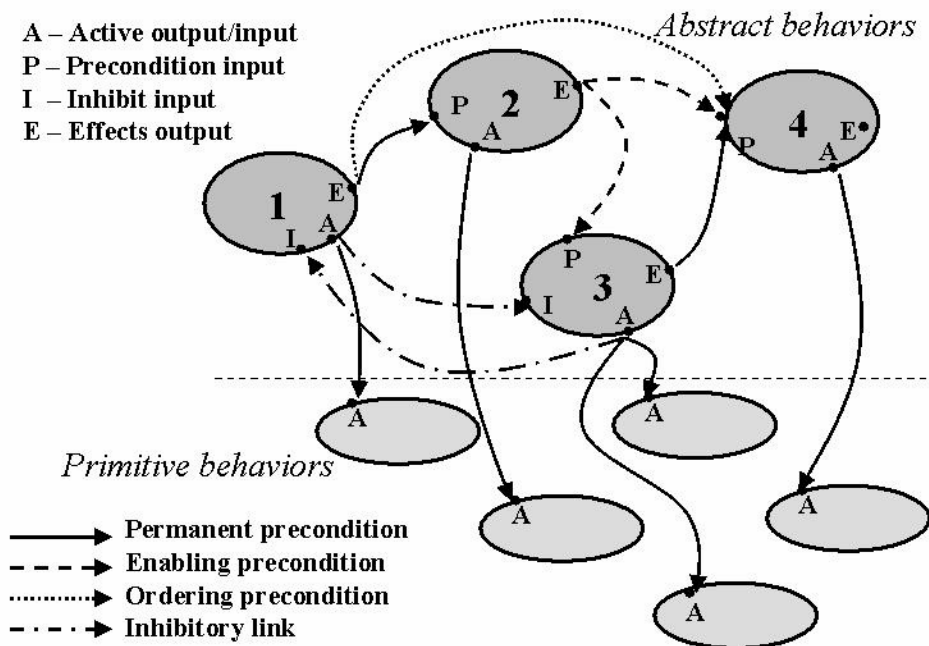 A – Active output/input
P – Precondition input
I – Inhibit input
E – Effects output
Abstract behaviors
1
E
A
I
2
P
A
E
3
P
I
E
A
4
P
E
A
A
A
A
A
A
Primitive behaviors
Permanent precondition
Enabling precondition
Ordering precondition
Inhibitory link